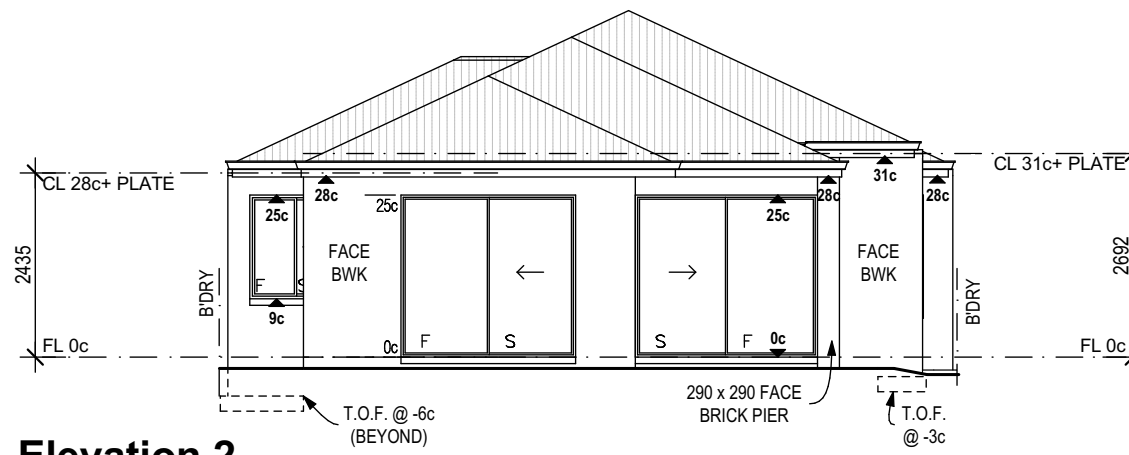 CL 28c+ PLATE
CL 31c+ PLATE
31c
28c
28c
28c
25c
25c
25c
FACE
BWK
FACE
BWK
2435
2692
B'DRY
B'DRY
F
S
9c
0c
F
S
S
F
0c
FL 0c
FL 0c
290 x 290 FACE
BRICK PIER
T.O.F. @ -6c
(BEYOND)
T.O.F.
@ -3c
Elevation 2